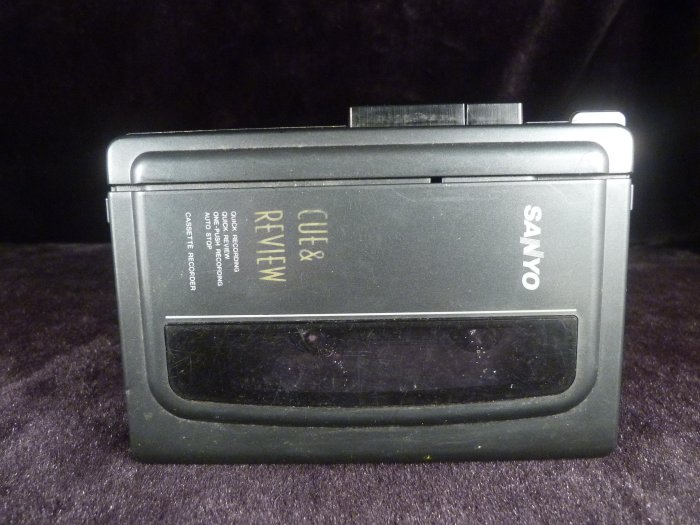 SANYO
CUE &
REVIEW
QUICK RECORDING
QUICK REVIEW
ONE-PUSH RECORDING
AUTO STOP
CASSETTE RECORDER